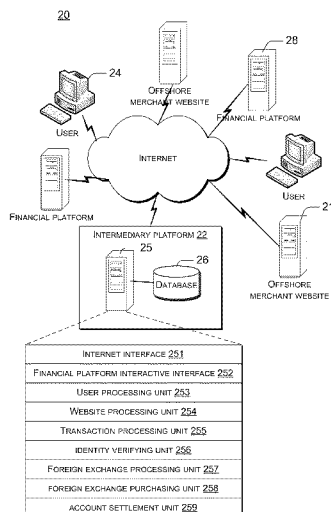 20
24
USER
OFFSHORE
MERCHANT WEBSITE
28
FINANCIAL PLATFORM
INTERNET
FINANCIAL PLATFORM
USER
INTERMEDIARY PLATFORM 22
25
26
DATABASE
21
OFFSHORE
MERCHANT WEBSITE
INTERNET INTERFACE 251
FINANCIAL PLATFORM INTERACTIVE INTERFACE 252
USER PROCESSING UNIT 253
WEBSITE PROCESSING UNIT 254
TRANSACTION PROCESSING UNIT 255
IDENTITY VERIFYING UNIT 256
FOREIGN EXCHANGE PROCESSING UNIT 257
FOREIGN EXCHANGE PURCHASING UNIT 258
ACCOUNT SETTLEMENT UNIT 259